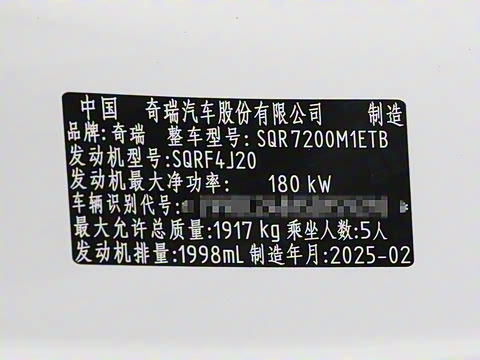 中国 奇瑞汽车股份有限公司 制造
品牌:奇瑞 整车型号:SQR7200M1ETB
发动机型号:SQRF4J20
发动机最大净功率: 180 kW
车辆识别代号:
最大允许总质量:1917 kg 乘坐人数:5人
发动机排量:1998mL 制造年月:2025-02